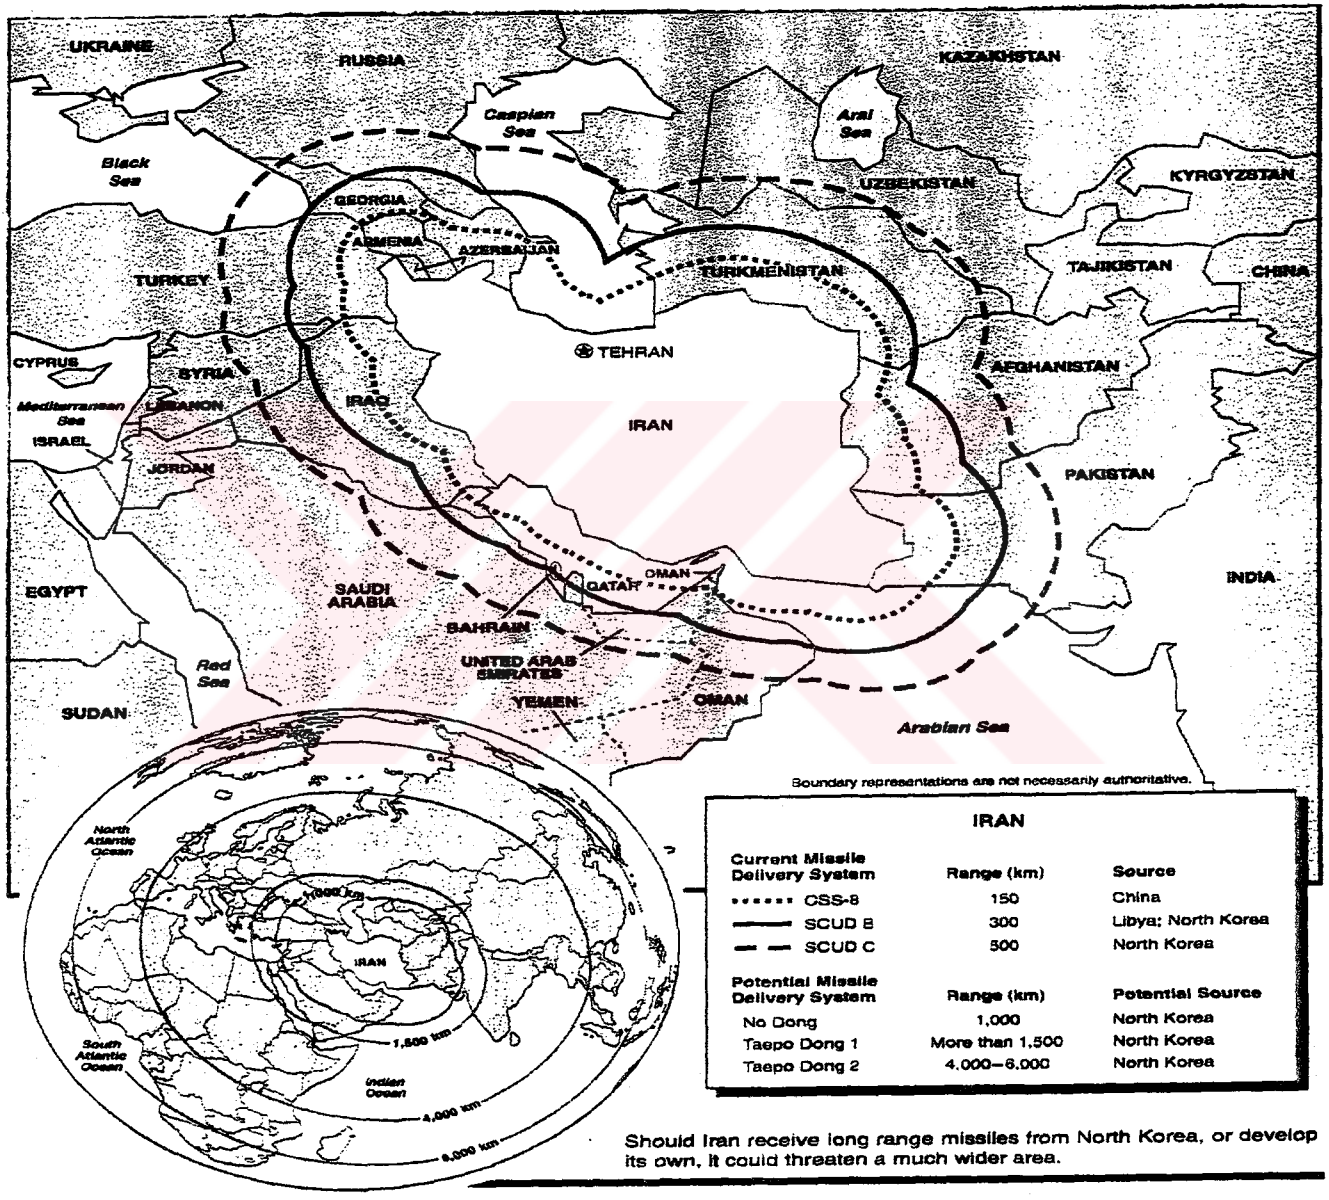 UKRAINE
RUSSIA
KAZAKHSTAN
Caspian
Sea
Aral
Sea
Black
Sea
KYRGYZSTAN
UZBEKISTAN
GEORGIA
ARMENIA
AZERBAIJAN
TURKMENISTAN
TAJIKISTAN
CHINA
TURKEY
TEHRAN
CYPRUS
SYRIA
AFGHANISTAN
Mediterranean
Sea
LEBANON
IRAQ
IRAN
ISRAEL
JORDAN
PAKISTAN
EGYPT
SAUDI
ARABIA
QATAR
OMAN
INDIA
BAHRAIN
UNITED ARAB
EMIRATES
Red
Sea
YEMEN
OMAN
SUDAN
Arabian Sea
Boundary representations are not necessarily authoritative.
North
Atlantic
Ocean
1,000 km
IRAN
1,500 km
South
Atlantic
Ocean
Indian
Ocean
4,000 km
6,000 km
IRAN
Current Missile
Delivery System Range (km) Source
CSS-8 150 China
SCUD B 300 Libya; North Korea
SCUD C 500 North Korea
Potential Missile
Delivery System Range (km) Potential Source
No Dong 1,000 North Korea
Taepo Dong 1 More than 1,500 North Korea
Taepo Dong 2 4.000–6.000 North Korea
Should Iran receive long range missiles from North Korea, or develop
its own, it could threaten a much wider area.